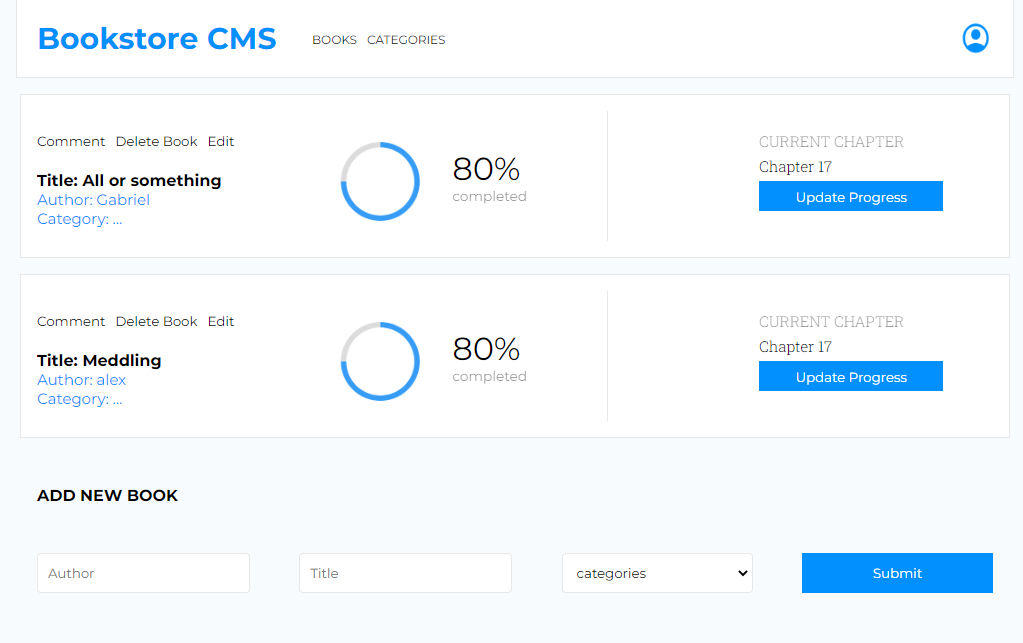 Bookstore CMS BOOKS CATEGORIES
Comment Delete Book Edit
Title: All or something
Author: Gabriel
Category: ...
80%
completed
CURRENT CHAPTER
Chapter 17
Update Progress
Comment Delete Book Edit
Title: Meddling
Author: alex
Category: ...
80%
completed
CURRENT CHAPTER
Chapter 17
Update Progress
ADD NEW BOOK
Author Title categories Submit